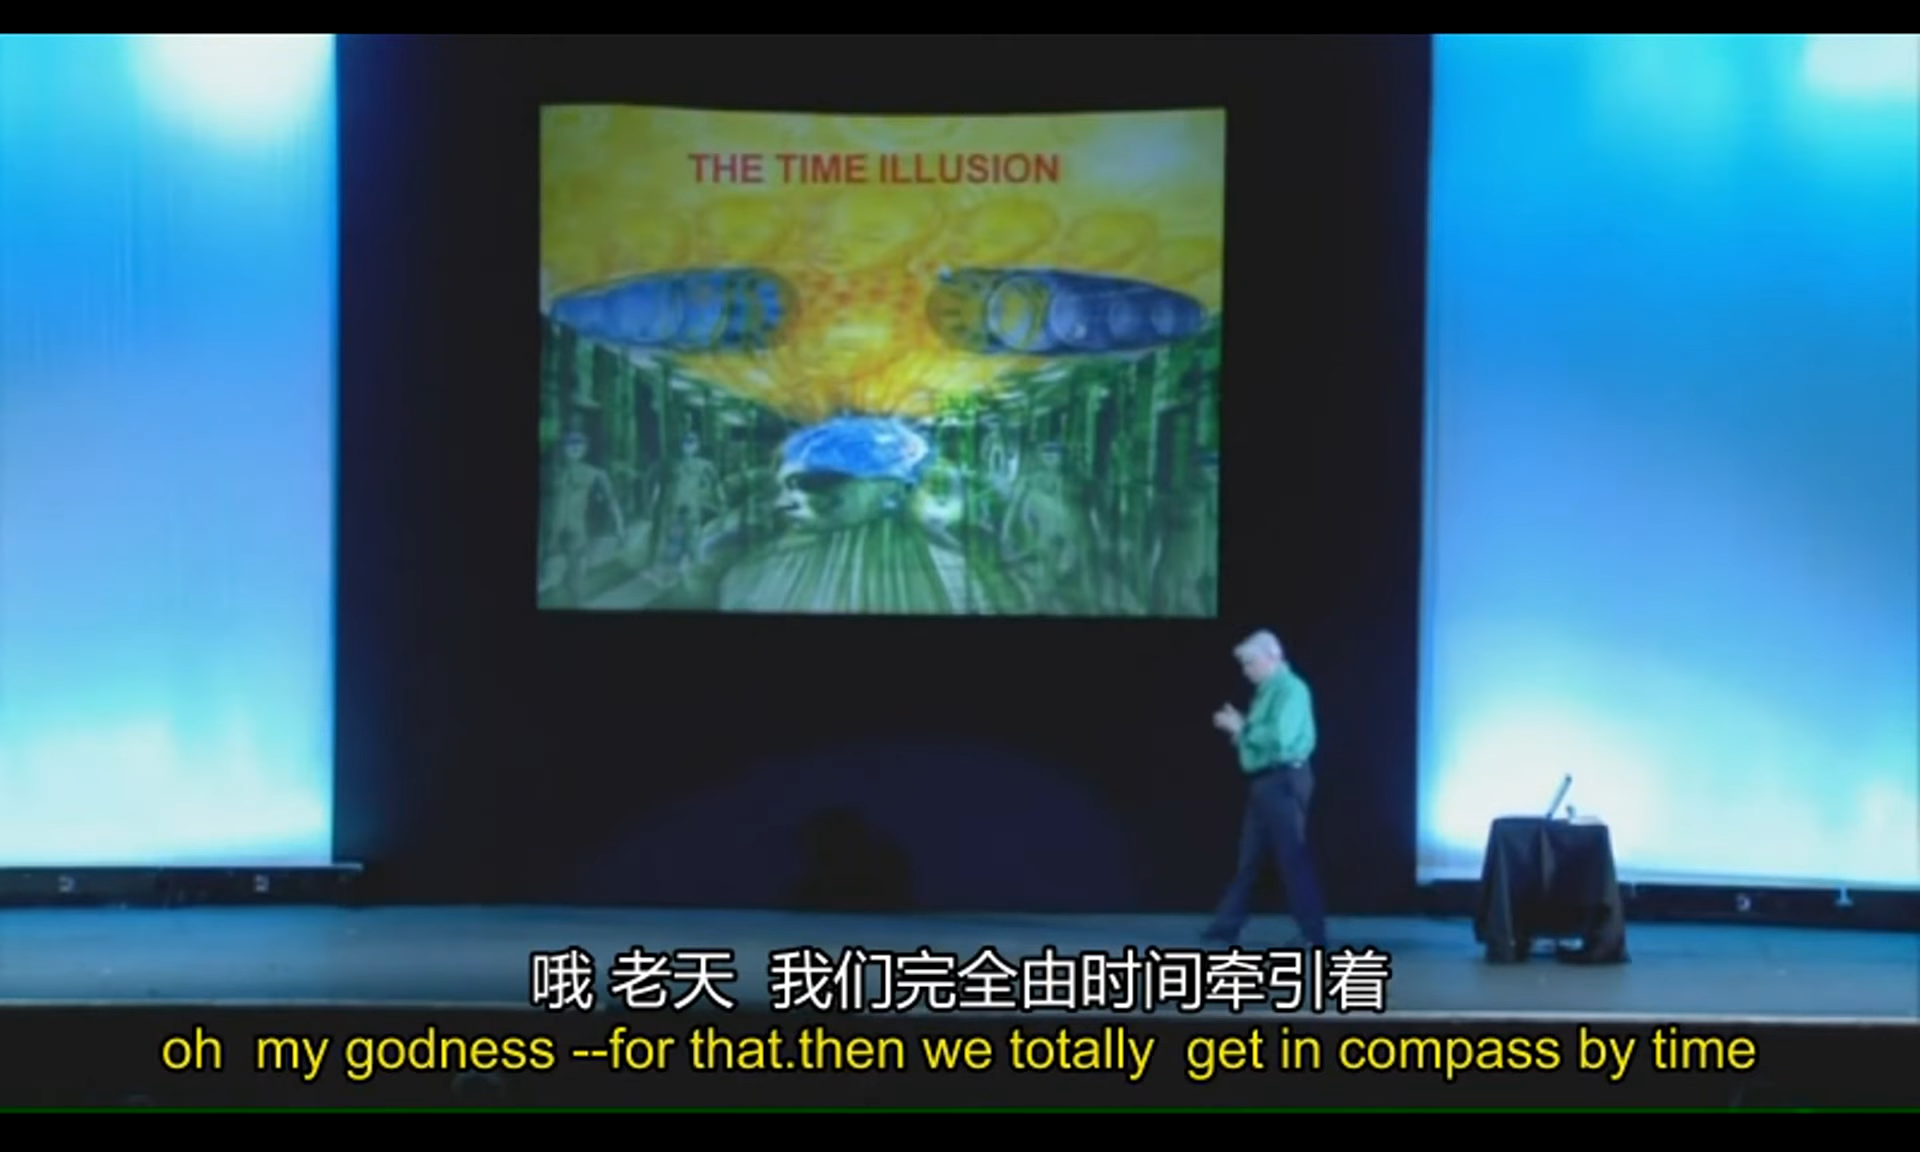 THE TIME ILLUSION
哦 老天 我们完全由时间牵引着
oh my godness --for that.then we totally get in compass by time